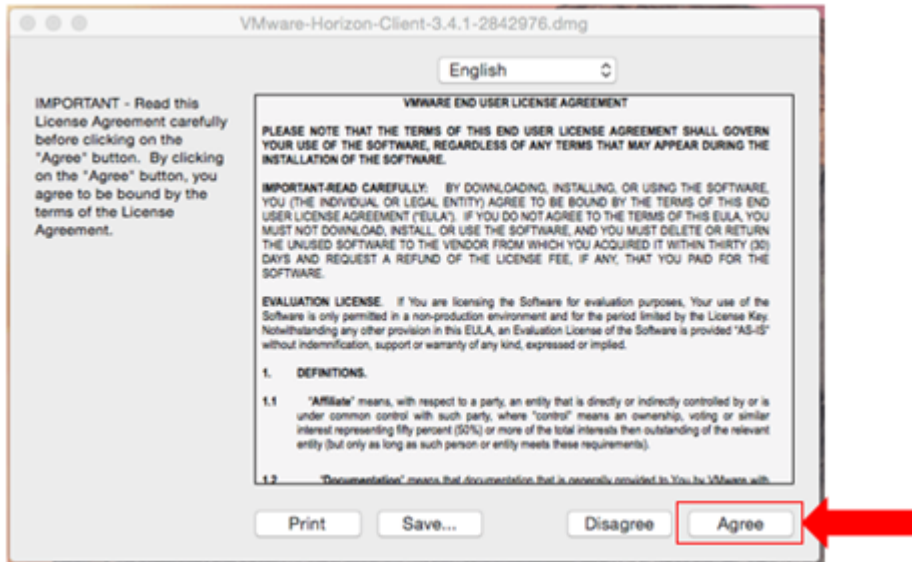 VMware-Horizon-Client-3.4.1-2842976.dmg
English
IMPORTANT - Read this
License Agreement carefully
before clicking on the
"Agree" button. By clicking
on the "Agree" button, you
agree to be bound by the
terms of the License
Agreement.
VMWARE END USER LICENSE AGREEMENT
PLEASE NOTE THAT THE TERMS OF THIS END USER LICENSE AGREEMENT SHALL GOVERN
YOUR USE OF THE SOFTWARE, REGARDLESS OF ANY TERMS THAT MAY APPEAR DURING THE
INSTALLATION OF THE SOFTWARE.
IMPORTANT-READ CAREFULLY: BY DOWNLOADING, INSTALLING, OR USING THE SOFTWARE,
YOU (THE INDIVIDUAL OR LEGAL ENTITY) AGREE TO BE BOUND BY THE TERMS OF THIS END
USER LICENSE AGREEMENT ("EULA"). IF YOU DO NOT AGREE TO THE TERMS OF THIS EULA, YOU
MUST NOT DOWNLOAD, INSTALL, OR USE THE SOFTWARE, AND YOU MUST DELETE OR RETURN
THE UNUSED SOFTWARE TO THE VENDOR FROM WHICH YOU ACQUIRED IT WITHIN THIRTY (30)
DAYS AND REQUEST A REFUND OF THE LICENSE FEE, IF ANY, THAT YOU PAID FOR THE
SOFTWARE.
EVALUATION LICENSE. If You are licensing the Software for evaluation purposes, Your use of the
Software is only permitted in a non-production environment and for the period limited by the License Key.
Notwithstanding any other provision in this EULA, an Evaluation License of the Software is provided "AS-IS"
without indemnification, support or warranty of any kind, expressed or implied.
1. DEFINITIONS.
1.1 "Affiliate" means, with respect to a party, an entity that is directly or indirectly controlled by or is
under common control with such party, where "control" means an ownership, voting or similar
interest representing fifty percent (50%) or more of the total interests then outstanding of the relevant
entity (but only as long as such person or entity meets these requirements).
1.2 "Documentation" means that documentation that is generally provided to You by VMware with
Print
Save...
Disagree
Agree